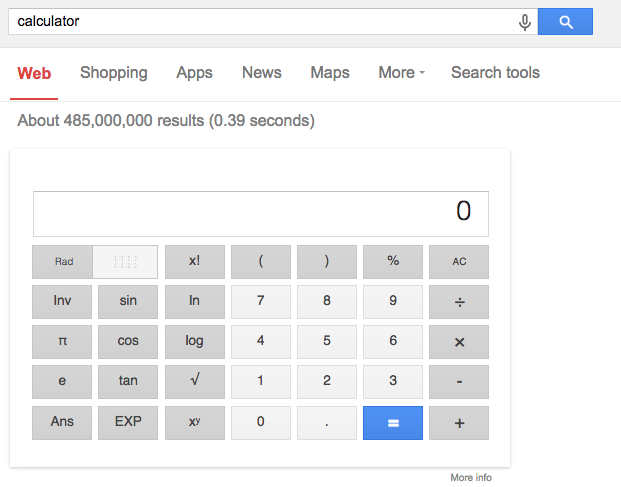 calculator
Web Shopping Apps News Maps More Search tools
About 485,000,000 results (0.39 seconds)
0
Rad x! ( ) % AC
Inv sin ln 7 8 9 ÷
π cos log 4 5 6 ×
e tan √ 1 2 3 -
Ans EXP xʸ 0 . = +
More info